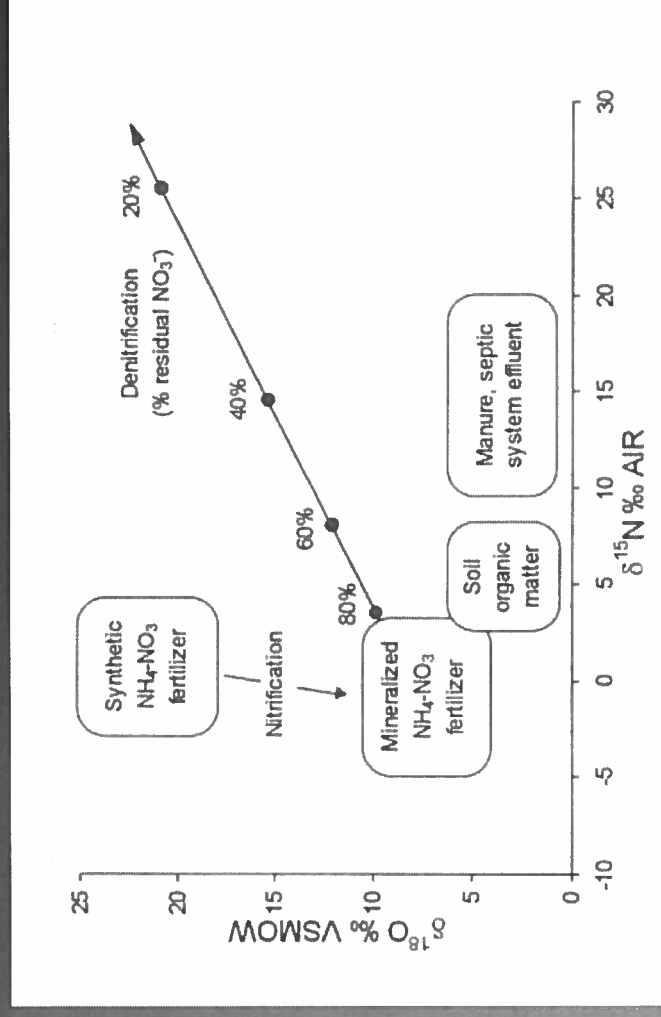 25
20
15
10
5
0
δ¹⁸O ‰ VSMOW
-10
-5
0
5
10
15
20
25
30
δ¹⁵N ‰ AIR
Synthetic
NH₄-NO₃
fertilizer
Nitrification
Mineralized
NH₄-NO₃
fertilizer
Soil
organic
matter
Manure, septic
system effluent
Denitrification
(% residual NO₃⁻)
80%
60%
40%
20%